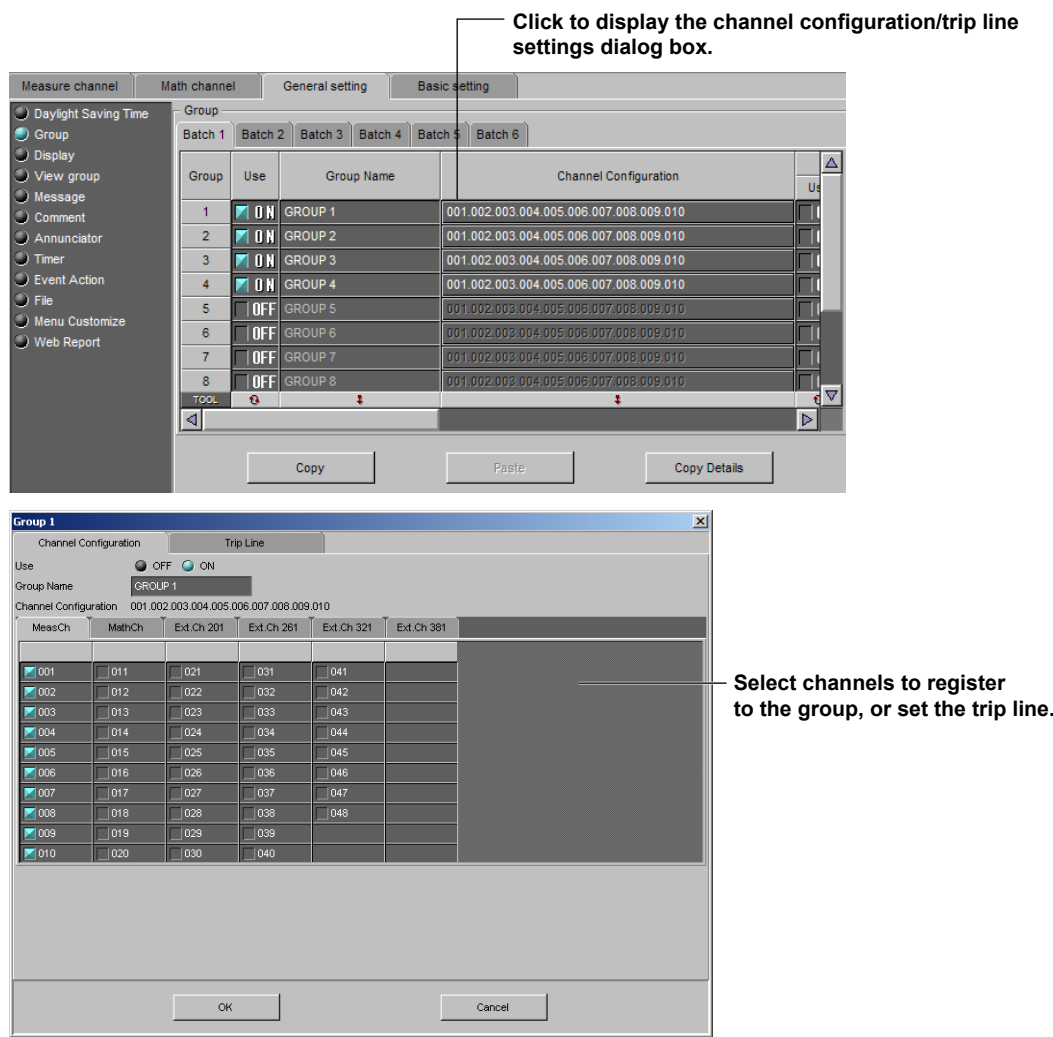 Click to display the channel configuration/trip line
settings dialog box.
Measure channel Math channel General setting Basic setting
Daylight Saving Time
Group
Display
View group
Message
Comment
Annunciator
Timer
Event Action
File
Menu Customize
Web Report
Group
Batch 1 Batch 2 Batch 3 Batch 4 Batch 5 Batch 6
Group Use Group Name Channel Configuration
1 ON GROUP 1 001.002.003.004.005.006.007.008.009.010
2 ON GROUP 2 001.002.003.004.005.006.007.008.009.010
3 ON GROUP 3 001.002.003.004.005.006.007.008.009.010
4 ON GROUP 4 001.002.003.004.005.006.007.008.009.010
5 OFF GROUP 5 001.002.003.004.005.006.007.008.009.010
6 OFF GROUP 6 001.002.003.004.005.006.007.008.009.010
7 OFF GROUP 7 001.002.003.004.005.006.007.008.009.010
8 OFF GROUP 8 001.002.003.004.005.006.007.008.009.010
TOOL
Copy Paste Copy Details
Group 1
Channel Configuration Trip Line
Use OFF ON
Group Name GROUP 1
Channel Configuration 001.002.003.004.005.006.007.008.009.010
MeasCh MathCh Ext.Ch 201 Ext.Ch 261 Ext.Ch 321 Ext.Ch 381
001 011 021 031 041
002 012 022 032 042
003 013 023 033 043
004 014 024 034 044
005 015 025 035 045
006 016 026 036 046
007 017 027 037 047
008 018 028 038 048
009 019 029 039
010 020 030 040
Select channels to register
to the group, or set the trip line.
OK Cancel